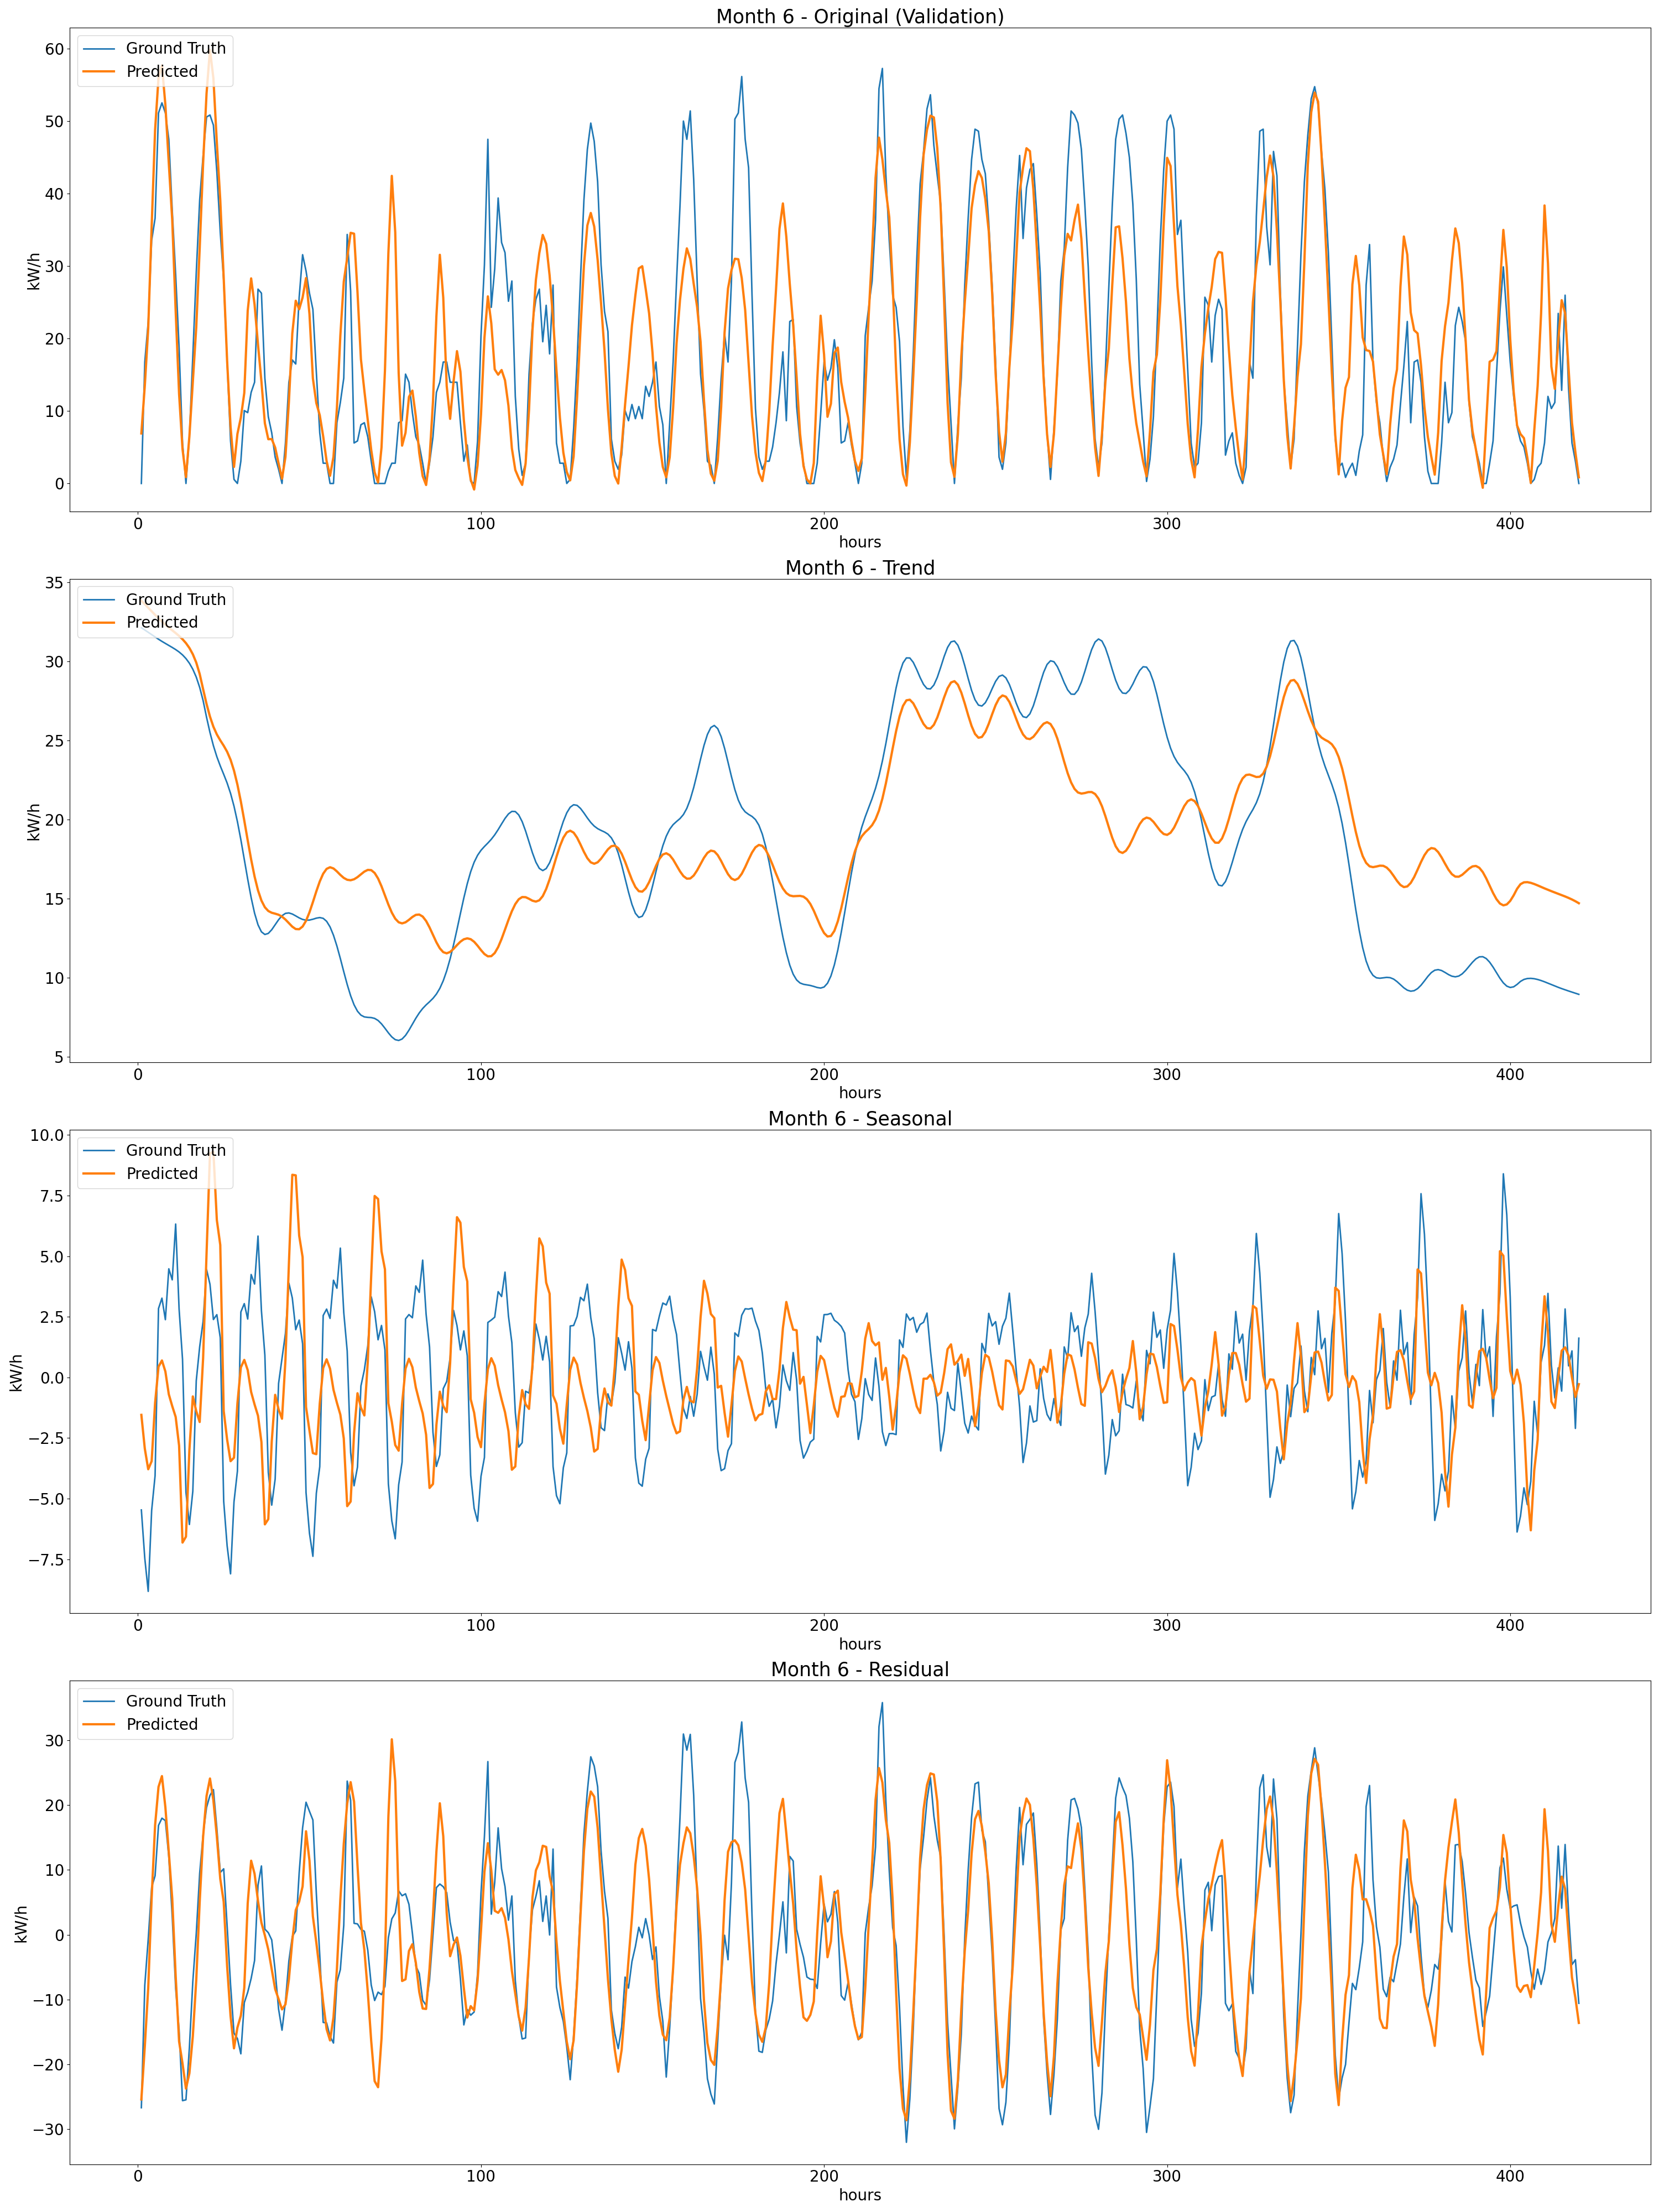 Month 6 - Original (Validation)
Ground Truth
Predicted
60
50
40
30
20
10
0
kW/h
0 100 200 300 400
hours
Month 6 - Trend
Ground Truth
Predicted
35
30
25
20
15
10
5
kW/h
0 100 200 300 400
hours
Month 6 - Seasonal
Ground Truth
Predicted
10.0
7.5
5.0
2.5
0.0
−2.5
−5.0
−7.5
kW/h
0 100 200 300 400
hours
Month 6 - Residual
Ground Truth
Predicted
30
20
10
0
−10
−20
−30
kW/h
0 100 200 300 400
hours